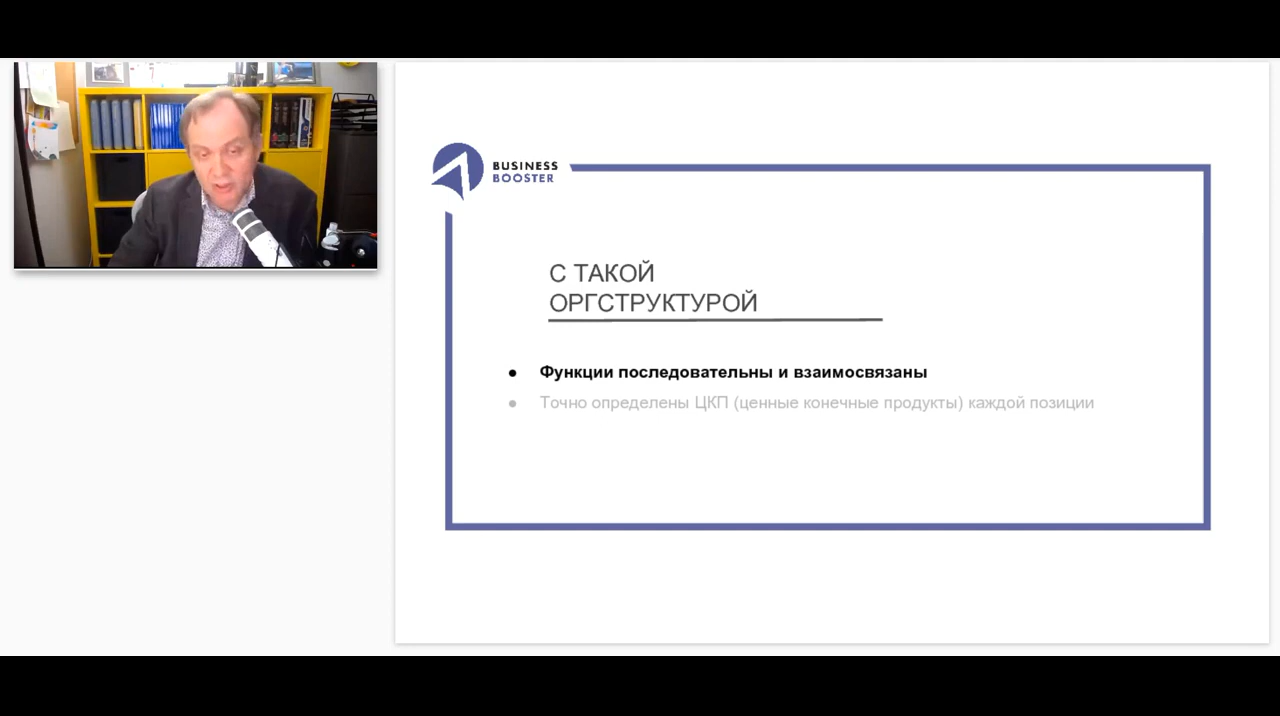 BUSINESS
BOOSTER
С ТАКОЙ
ОРГСТРУКТУРОЙ
● Функции последовательны и взаимосвязаны
● Точно определены ЦКП (ценные конечные продукты) каждой позиции